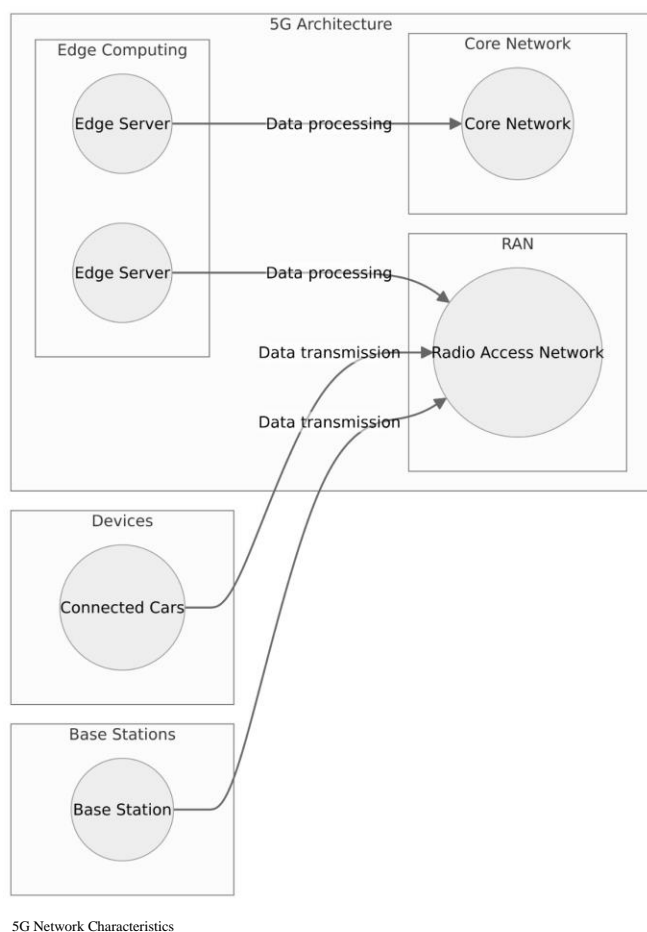 5G Architecture
Edge Computing
Core Network
Edge Server
Data processing
Core Network
RAN
Edge Server
Data processing
Data transmission
Radio Access Network
Data transmission
Devices
Connected Cars
Base Stations
Base Station
5G Network Characteristics